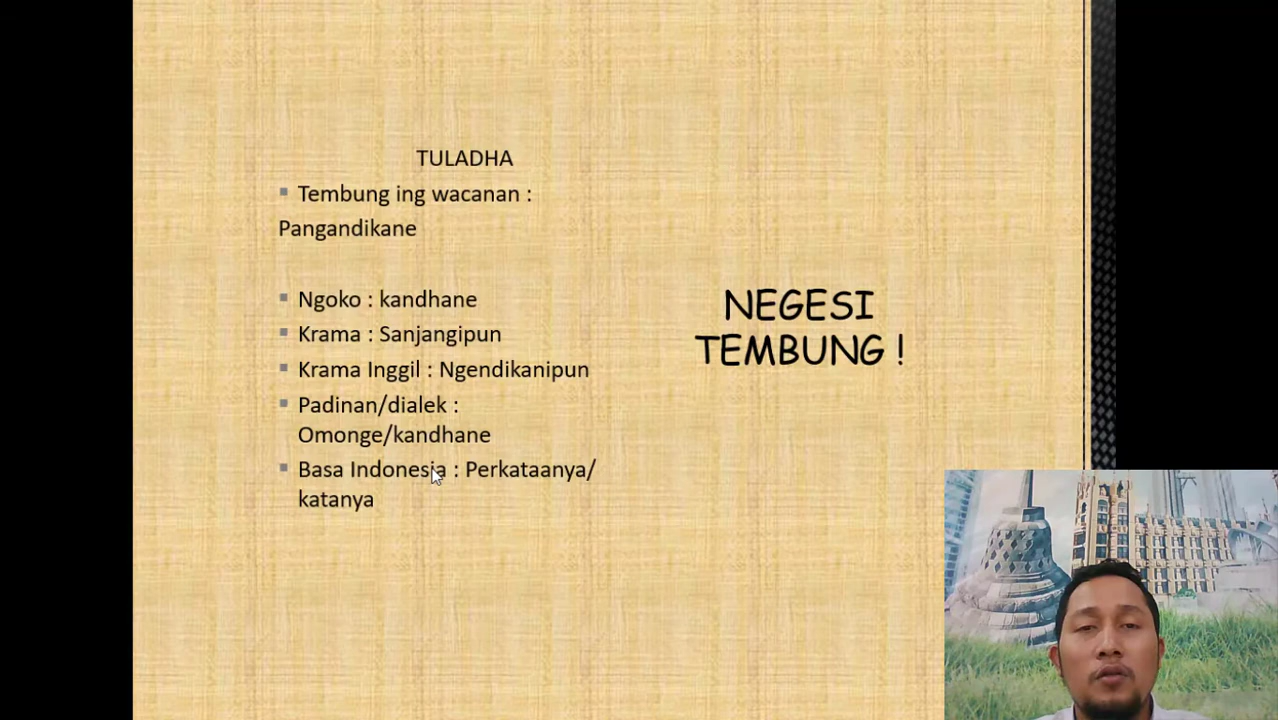 TULADHA
Tembung ing wacanan :
Pangandikane
Ngoko : kandhane
Krama : Sanjangipun
Krama Inggil : Ngendikanipun
Padinan/dialek :
Omonge/kandhane
Basa Indonesia : Perkataanya/
katanya
NEGESI
TEMBUNG !